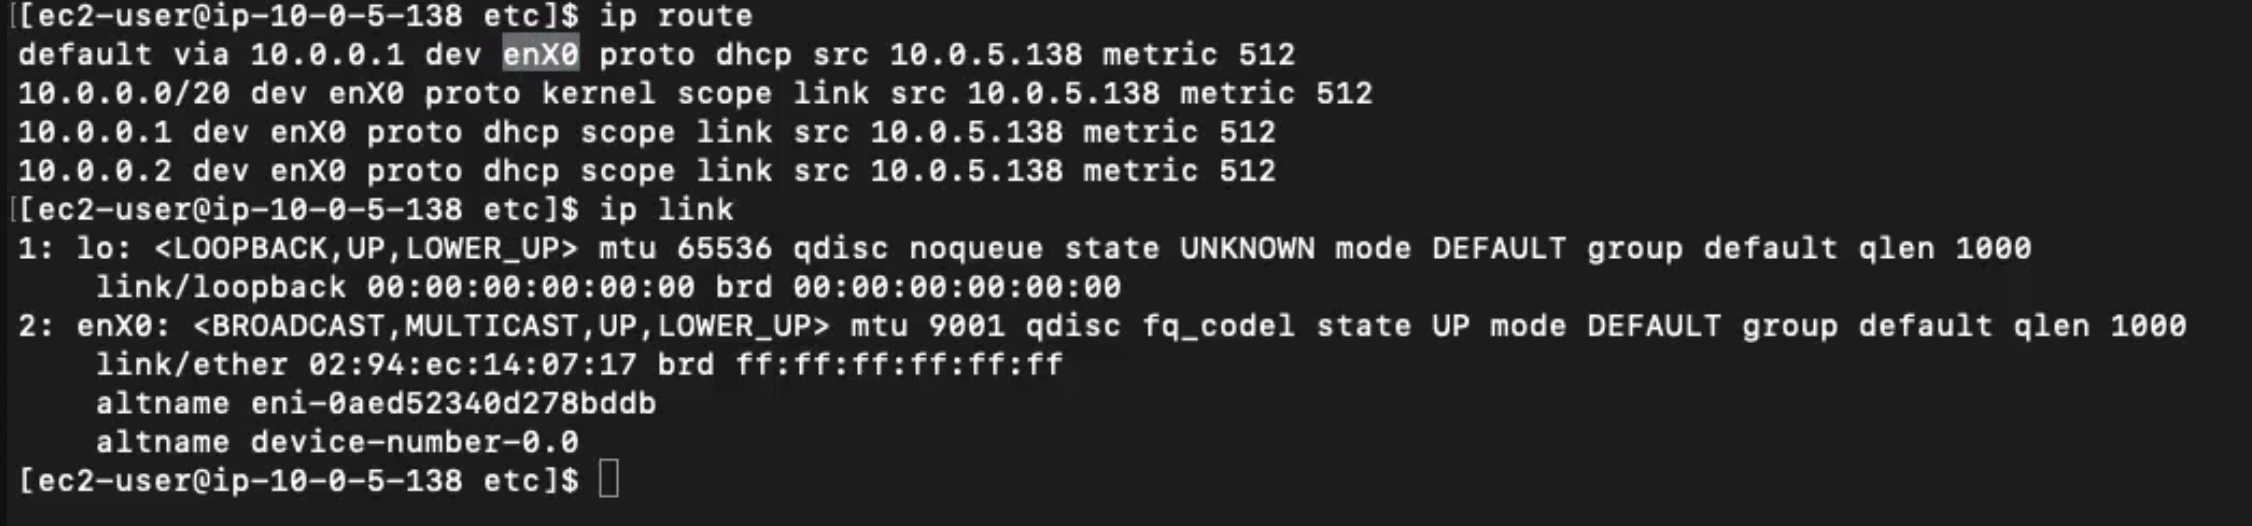 [[ec2-user@ip-10-0-5-138 etc]$ ip route
default via 10.0.0.1 dev enX0 proto dhcp src 10.0.5.138 metric 512
10.0.0.0/20 dev enX0 proto kernel scope link src 10.0.5.138 metric 512
10.0.0.1 dev enX0 proto dhcp scope link src 10.0.5.138 metric 512
10.0.0.2 dev enX0 proto dhcp scope link src 10.0.5.138 metric 512
[[ec2-user@ip-10-0-5-138 etc]$ ip link
1: lo: <LOOPBACK,UP,LOWER_UP> mtu 65536 qdisc noqueue state UNKNOWN mode DEFAULT group default qlen 1000
    link/loopback 00:00:00:00:00:00 brd 00:00:00:00:00:00
2: enX0: <BROADCAST,MULTICAST,UP,LOWER_UP> mtu 9001 qdisc fq_codel state UP mode DEFAULT group default qlen 1000
    link/ether 02:94:ec:14:07:17 brd ff:ff:ff:ff:ff:ff
    altname eni-0aed52340d278bddb
    altname device-number-0.0
[ec2-user@ip-10-0-5-138 etc]$